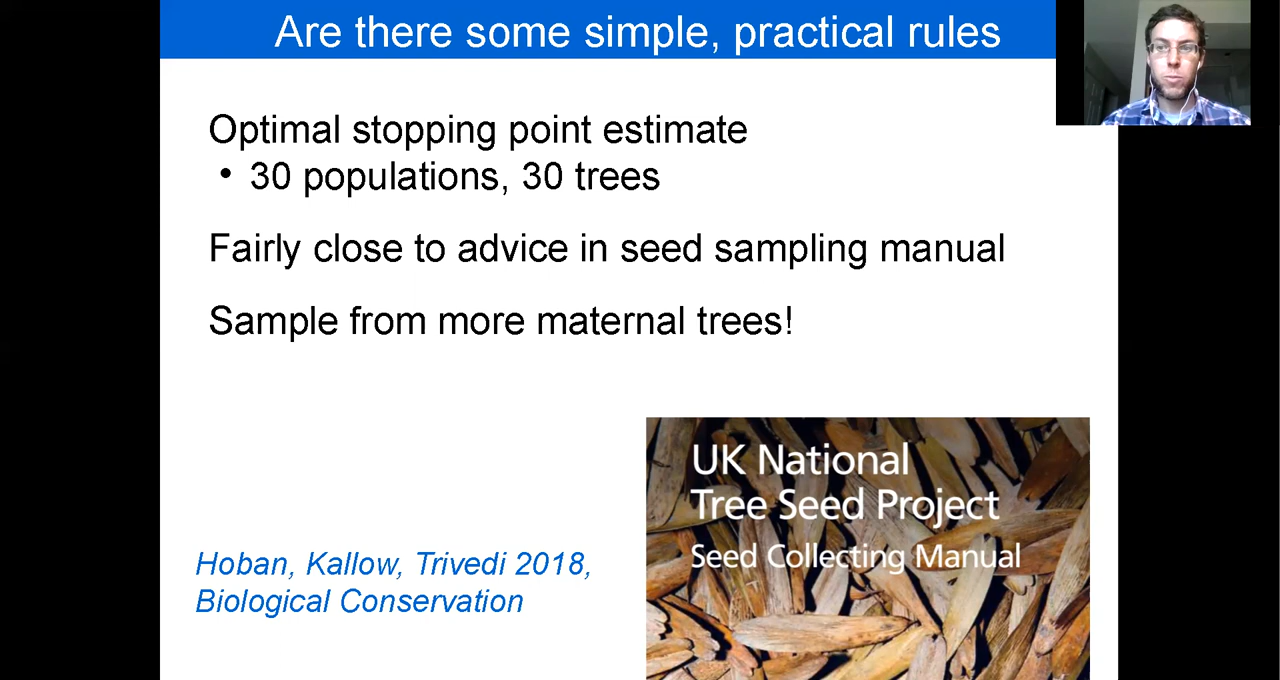 Are there some simple, practical rules
Optimal stopping point estimate
• 30 populations, 30 trees
Fairly close to advice in seed sampling manual
Sample from more maternal trees!
UK National
Tree Seed Project
Seed Collecting Manual
Hoban, Kallow, Trivedi 2018,
Biological Conservation